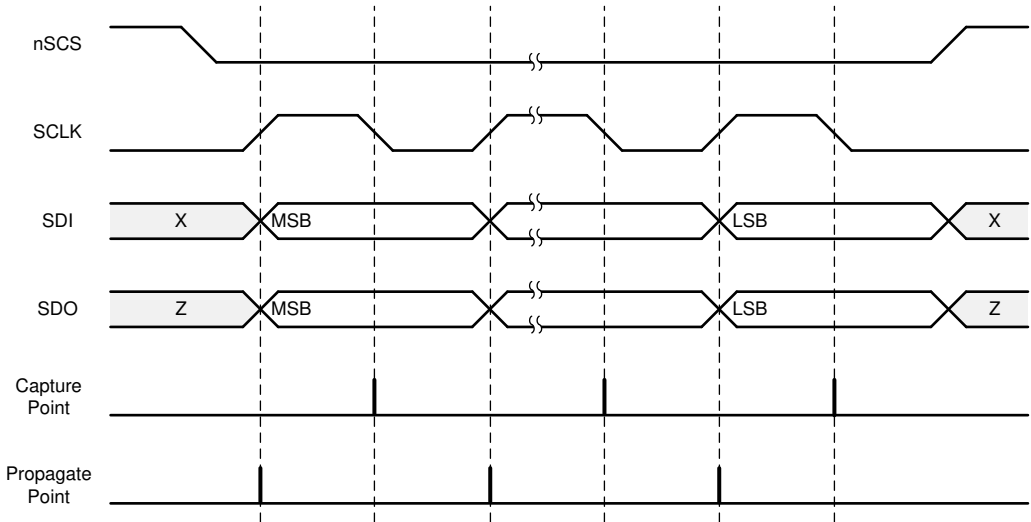 nSCS
SCLK
SDI
X
MSB
LSB
X
SDO
Z
MSB
LSB
Z
Capture
Point
Propagate
Point